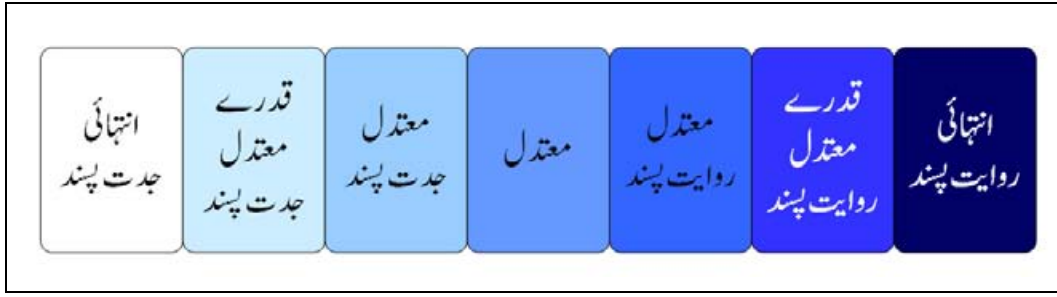 انتہائی
روایت پسند
قدرے
معتدل
روایت پسند
معتدل
روایت پسند
معتدل
معتدل
جدت پسند
قدرے
معتدل
جدت پسند
انتہائی
جدت پسند